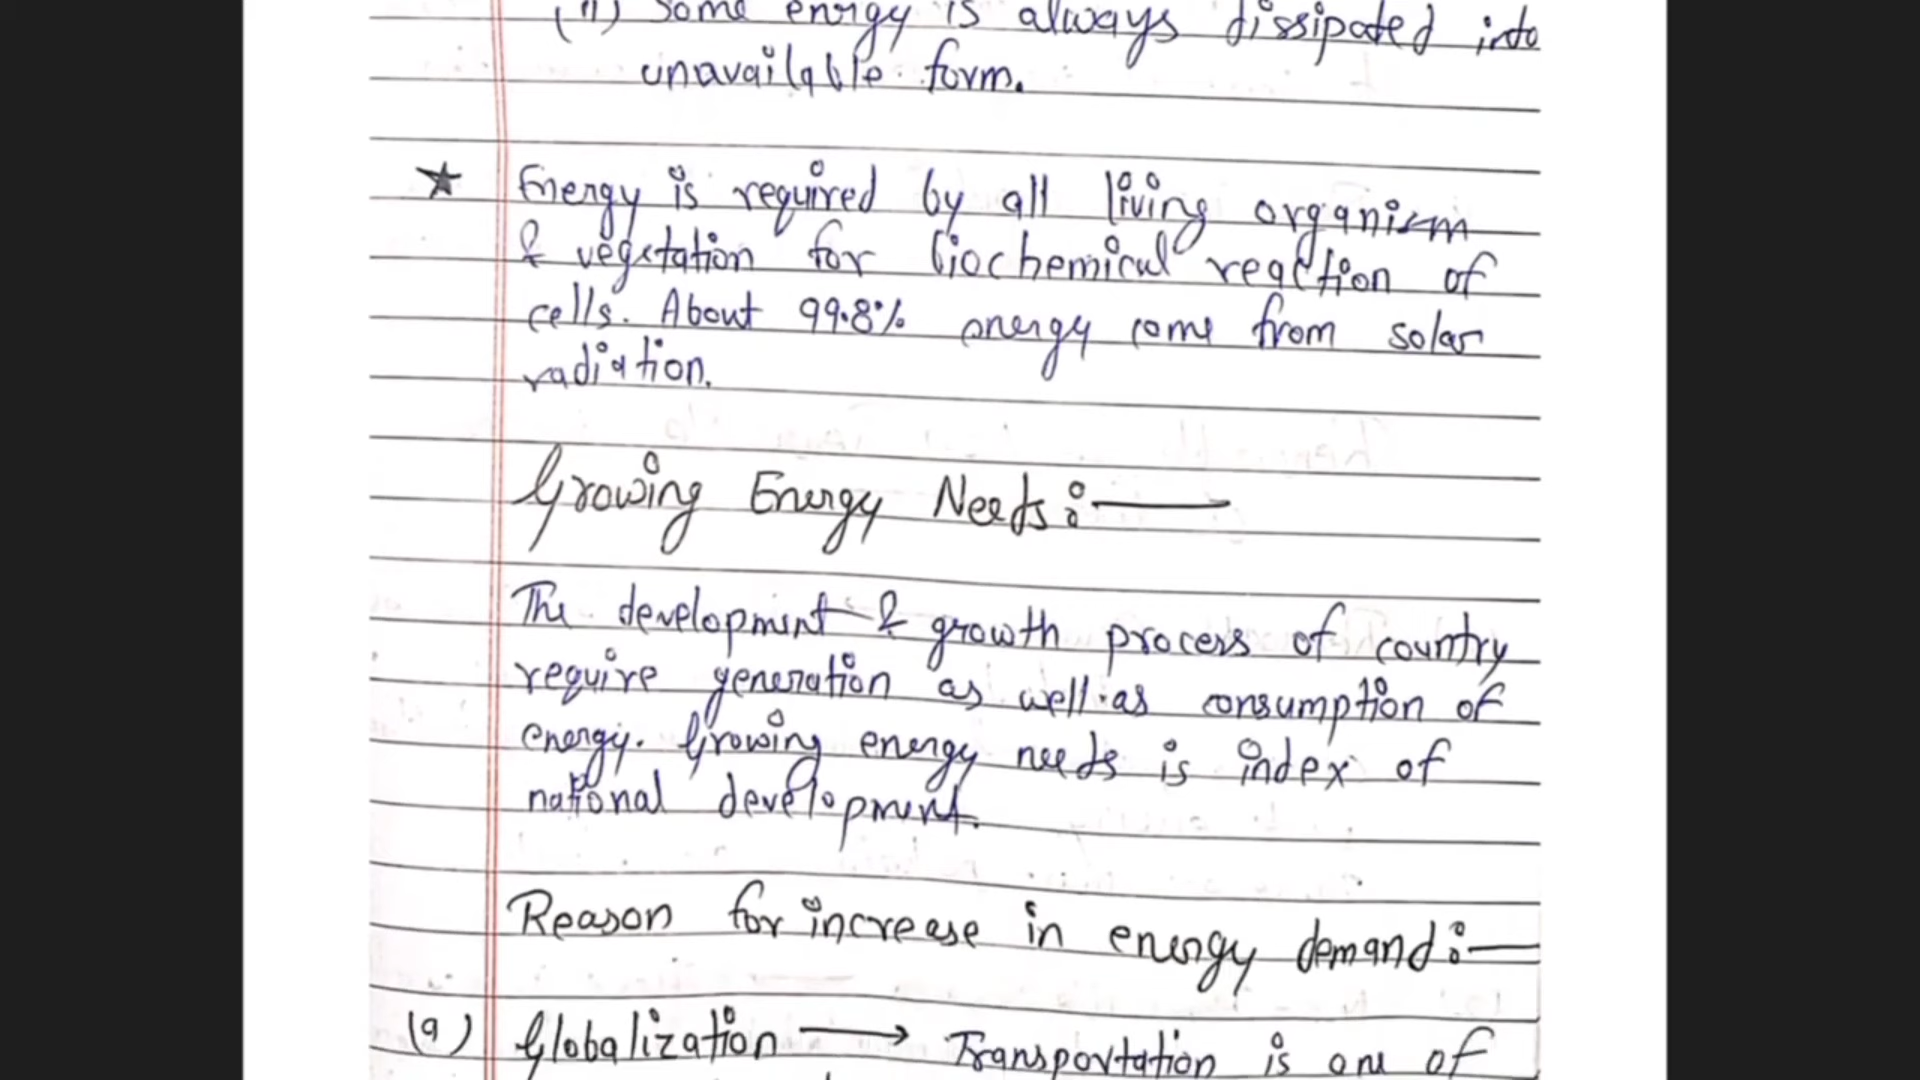 (ii) Some energy is always dissipated into
unavailable form.
★ Energy is required by all living organism
& vegetation for biochemical reaction of
cells. About 99.8% energy come from solar
radiation.
Growing Energy Needs:—
The development & growth process of country
require generation as well as consumption of
energy. Growing energy needs is index of
national development.
Reason for increase in energy demand:—
(a) Globalization → Transportation is one of